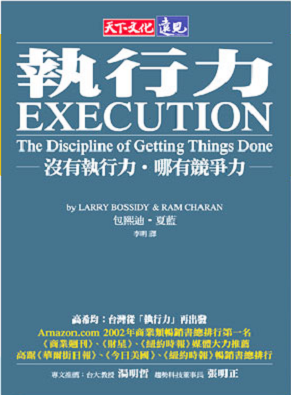 天下文化 遠見
執行力
EXECUTION
The Discipline of Getting Things Done
沒有執行力・哪有競爭力
by LARRY BOSSIDY & RAM CHARAN
包熙迪・夏藍
李明 譯
高希均：台灣從「執行力」再出發
Amazon.com 2002年商業類暢銷書總排行第一名
《商業週刊》、《財星》、《紐約時報》媒體大力推薦
高踞《華爾街日報》、《今日美國》、《紐約時報》暢銷書總排行
專文推薦：台大教授 湯明哲 趨勢科技董事長 張明正